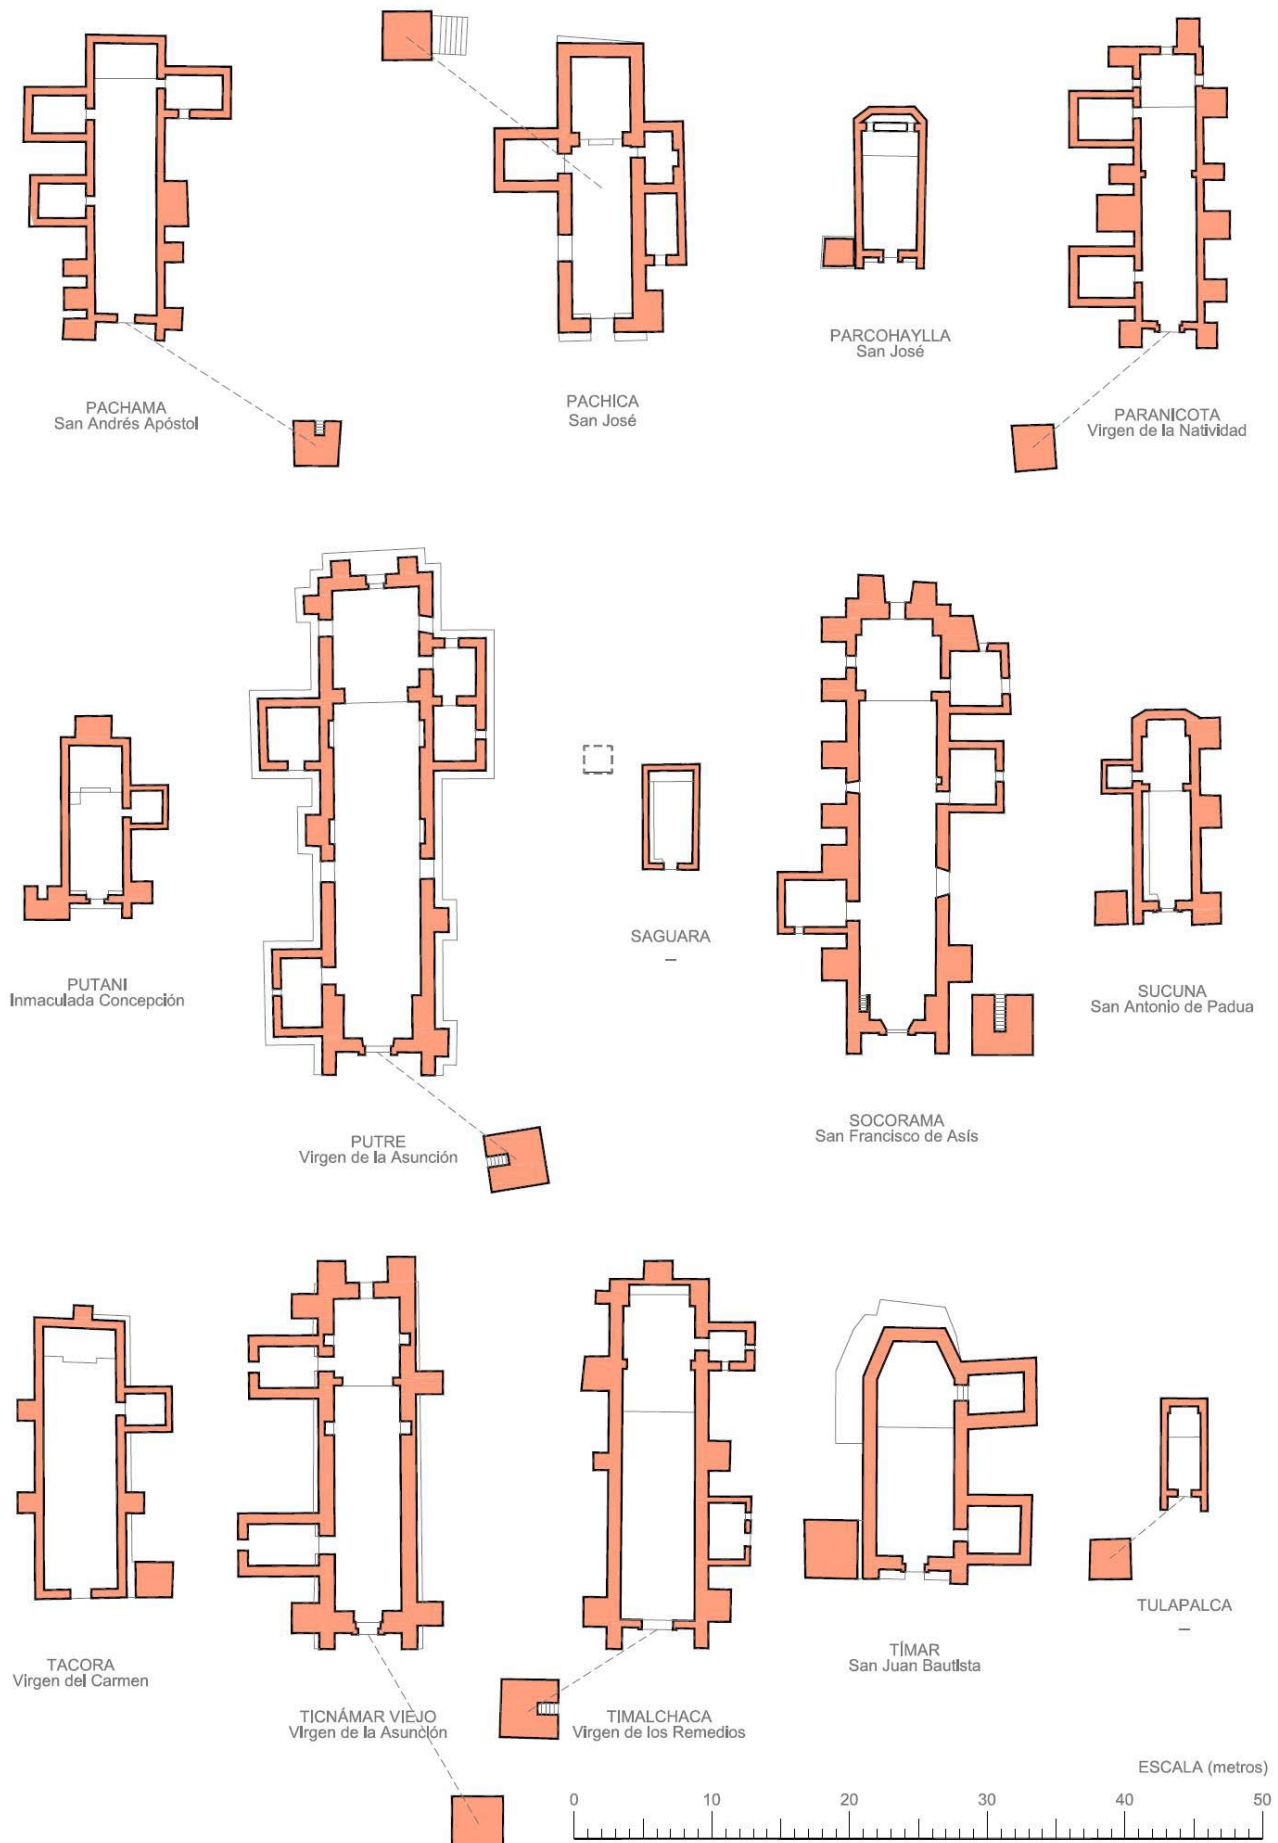 PACHAMA
San Andrés Apóstol
PACHICA
San José
PARCOHAYLLA
San José
PARANICOTA
Virgen de la Natividad
PUTANI
Inmaculada Concepción
PUTRE
Virgen de la Asunción
SAGUARA
–
SOCORAMA
San Francisco de Asís
SUCUNA
San Antonio de Padua
TACORA
Virgen del Carmen
TICNÁMAR VIEJO
Virgen de la Asunción
TIMALCHACA
Virgen de los Remedios
TÍMAR
San Juan Bautista
TULAPALCA
–
ESCALA (metros)
0 10 20 30 40 50